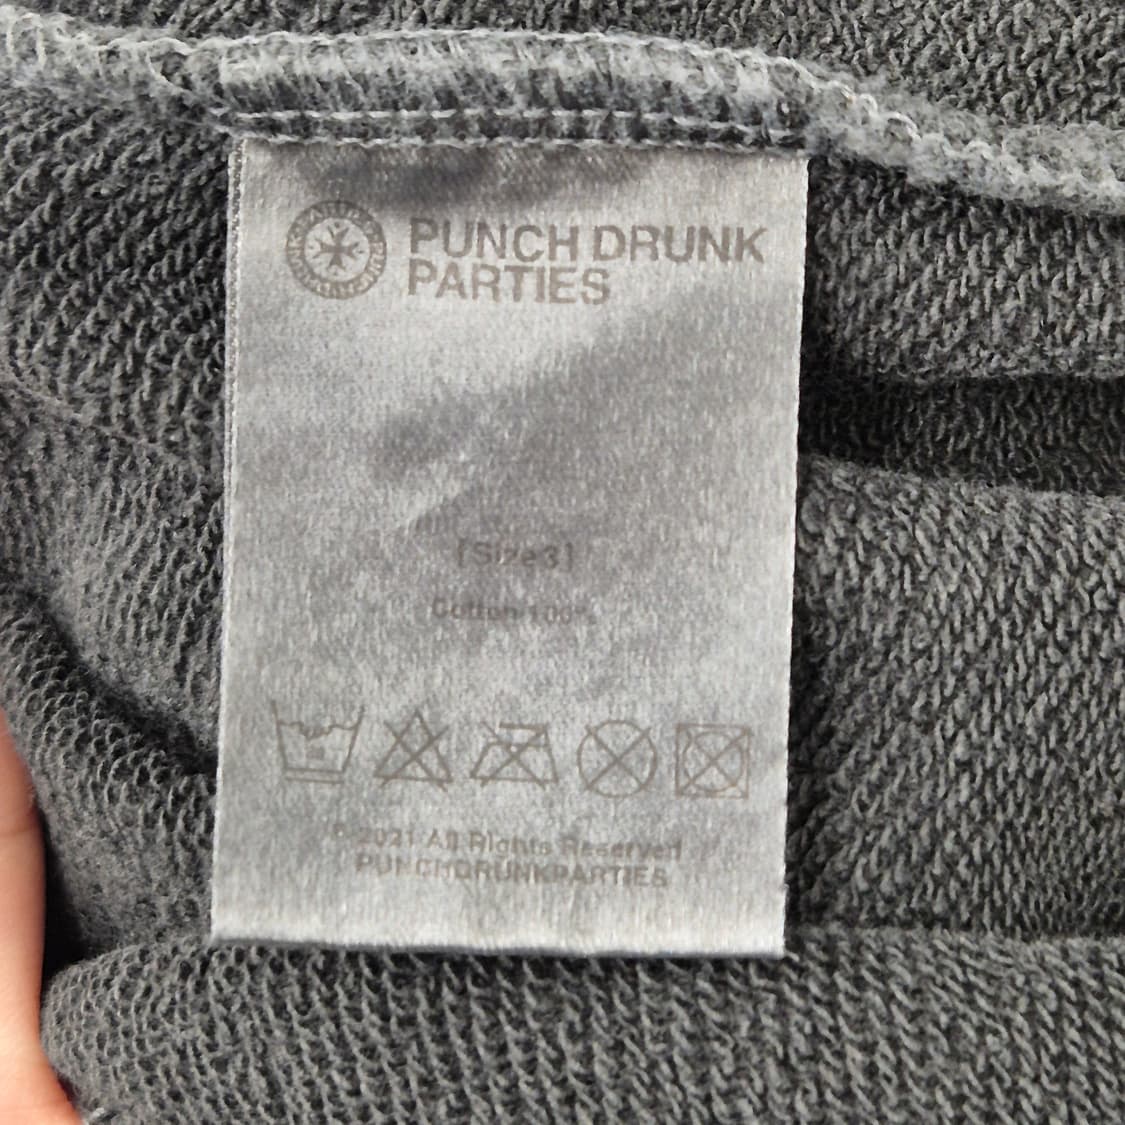 PUNCH DRUNK
PARTIES
[Size3]
Cotton 100%
© 2021 All Rights Reserved
PUNCHDRUNKPARTIES